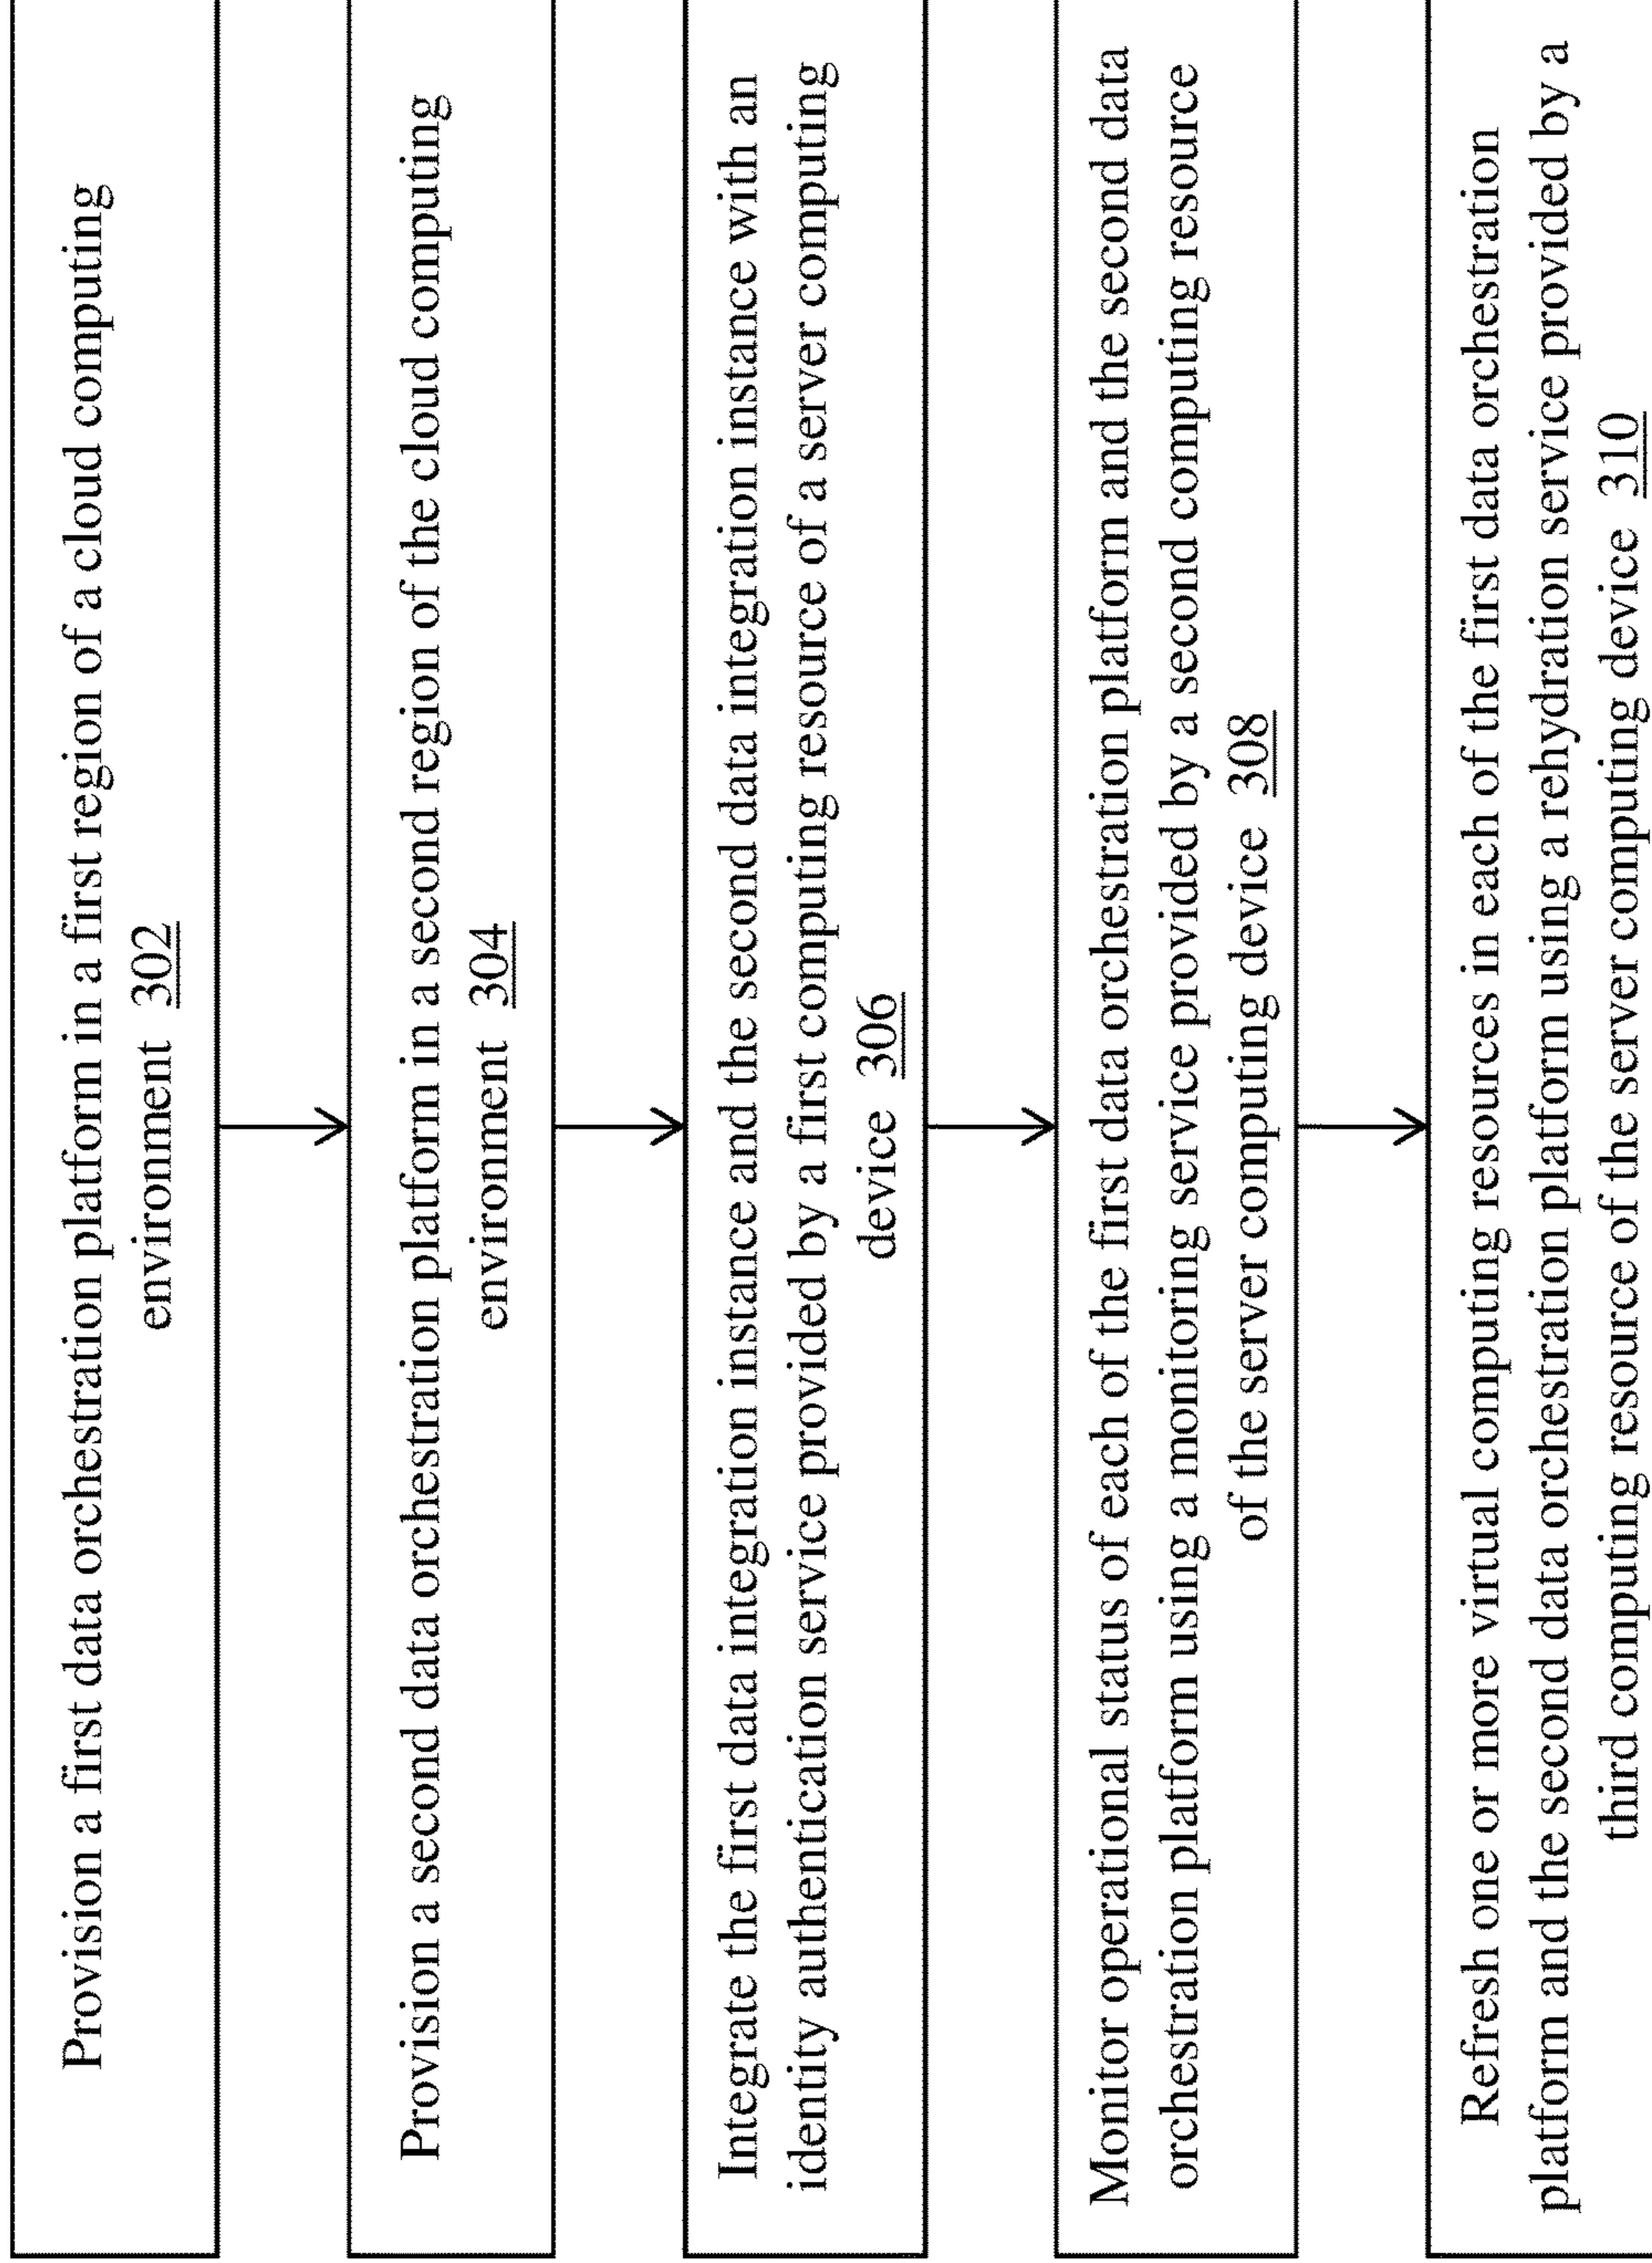 Provision a first data orchestration platform in a first region of a cloud computing
environment 302
Provision a second data orchestration platform in a second region of the cloud computing
environment 304
Integrate the first data integration instance and the second data integration instance with an
identity authentication service provided by a first computing resource of a server computing
device 306
Monitor operational status of each of the first data orchestration platform and the second data
orchestration platform using a monitoring service provided by a second computing resource
of the server computing device 308
Refresh one or more virtual computing resources in each of the first data orchestration
platform and the second data orchestration platform using a rehydration service provided by a
third computing resource of the server computing device 310